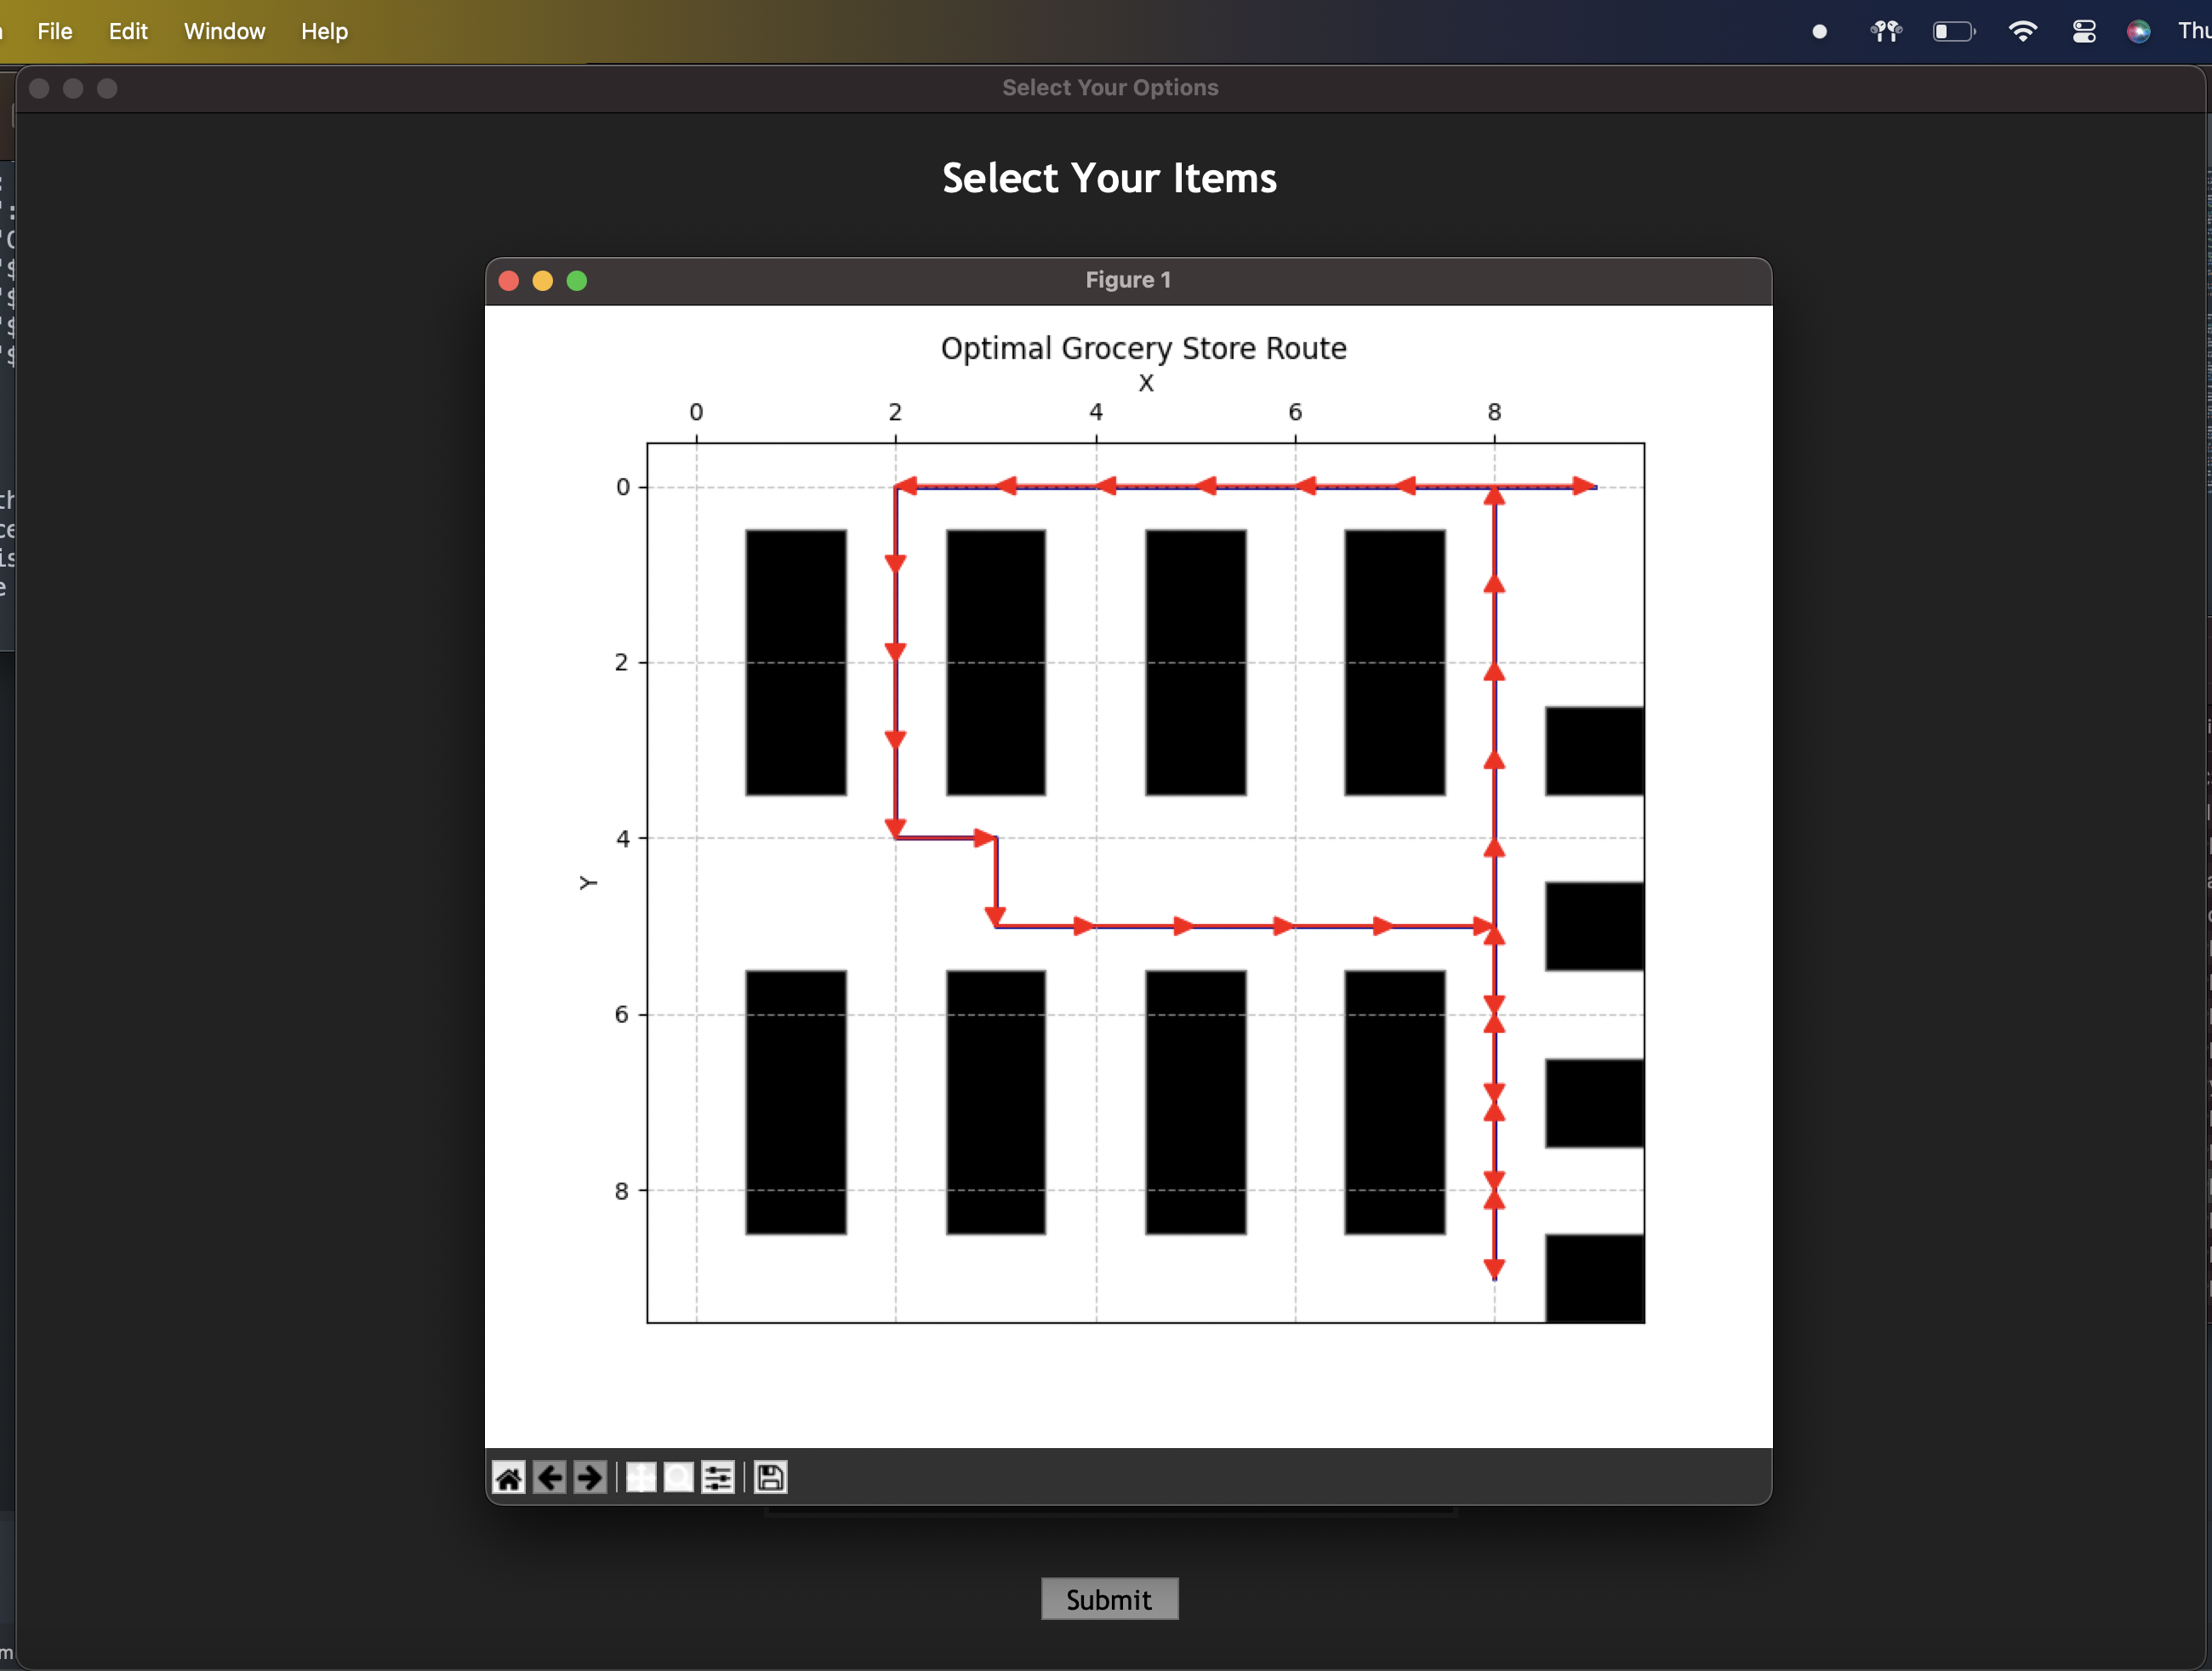 File Edit Window Help Thu
Select Your Options
Select Your Items
Figure 1
Optimal Grocery Store Route
X
0 2 4 6 8
0
2
4
Y
6
8
Submit